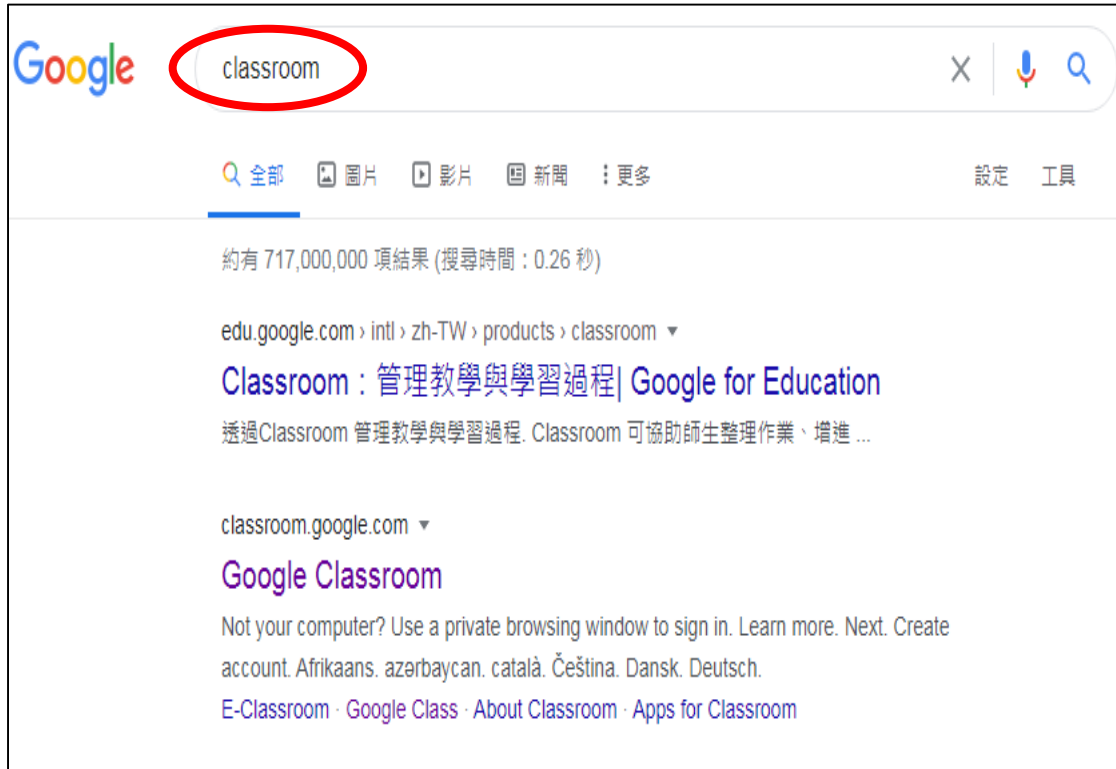 Google classroom
全部 圖片 影片 新聞 更多 設定 工具
約有 717,000,000 項結果 (搜尋時間：0.26 秒)
edu.google.com › intl › zh-TW › products › classroom
Classroom：管理教學與學習過程| Google for Education
透過Classroom 管理教學與學習過程. Classroom 可協助師生整理作業、增進 ...
classroom.google.com
Google Classroom
Not your computer? Use a private browsing window to sign in. Learn more. Next. Create
account. Afrikaans. azərbaycan. català. Čeština. Dansk. Deutsch.
E-Classroom · Google Class · About Classroom · Apps for Classroom